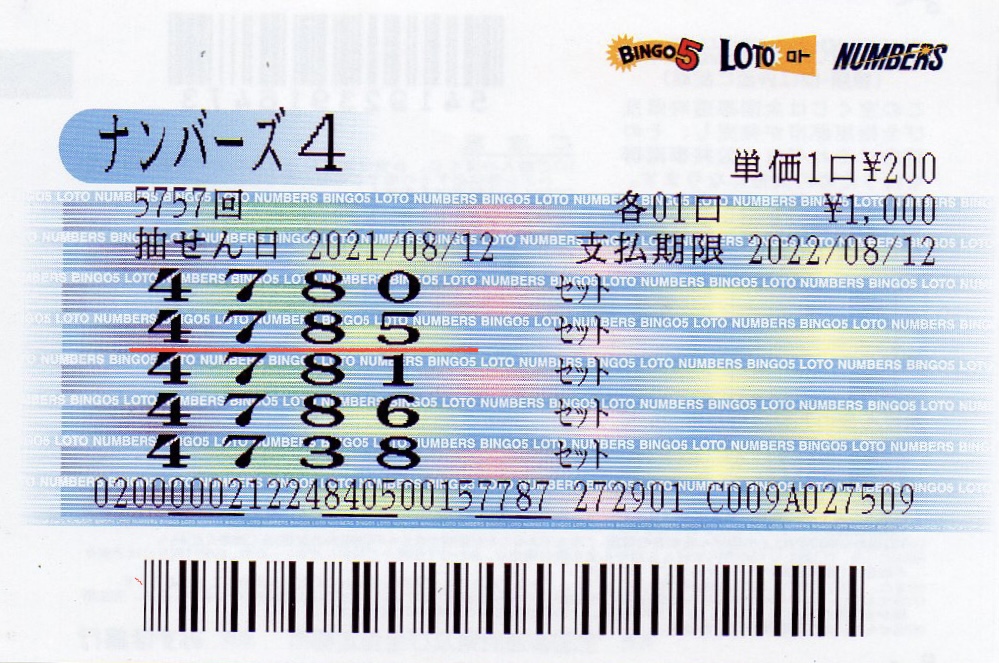 BINGO5 LOTO ロト NUMBERS
ナンバーズ4
単価1口¥200
5757回 各01口 ¥1,000
抽せん日 2021/08/12 支払期限 2022/08/12
4780 セット
4785 セット
4781 セット
4786 セット
4738 セット
020000021224840500157787 272901 C009A027509